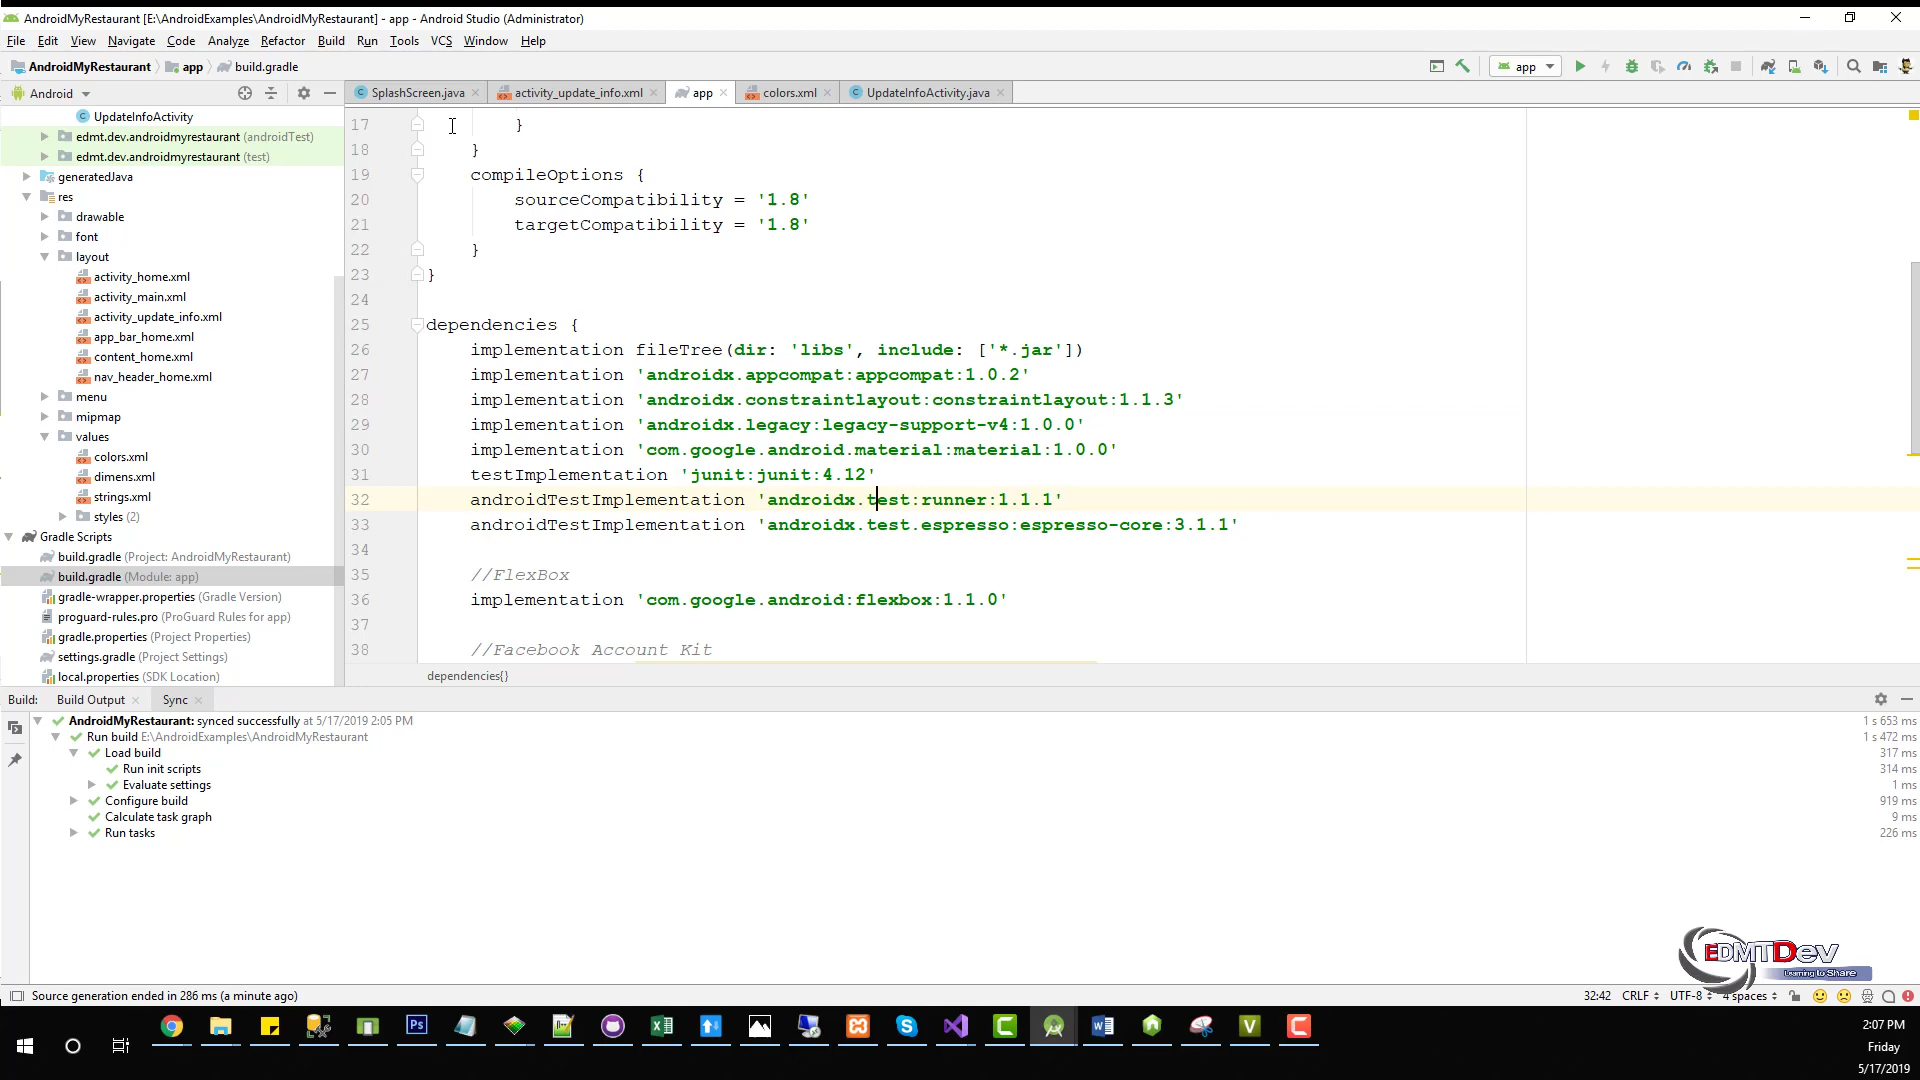 AndroidMyRestaurant [E:\AndroidExamples\AndroidMyRestaurant] - app - Android Studio (Administrator)
File Edit View Navigate Code Analyze Refactor Build Run Tools VCS Window Help
AndroidMyRestaurant app build.gradle
app
Android
SplashScreen.java activity_update_info.xml app colors.xml UpdateInfoActivity.java
UpdateInfoActivity
edmt.dev.androidmyrestaurant (androidTest)
edmt.dev.androidmyrestaurant (test)
generatedJava
res
drawable
font
layout
activity_home.xml
activity_main.xml
activity_update_info.xml
app_bar_home.xml
content_home.xml
nav_header_home.xml
menu
mipmap
values
colors.xml
dimens.xml
strings.xml
styles (2)
Gradle Scripts
build.gradle (Project: AndroidMyRestaurant)
build.gradle (Module: app)
gradle-wrapper.properties (Gradle Version)
proguard-rules.pro (ProGuard Rules for app)
gradle.properties (Project Properties)
settings.gradle (Project Settings)
local.properties (SDK Location)
17 }
18 }
19 compileOptions {
20 sourceCompatibility = '1.8'
21 targetCompatibility = '1.8'
22 }
23 }
24
25 dependencies {
26 implementation fileTree(dir: 'libs', include: ['*.jar'])
27 implementation 'androidx.appcompat:appcompat:1.0.2'
28 implementation 'androidx.constraintlayout:constraintlayout:1.1.3'
29 implementation 'androidx.legacy:legacy-support-v4:1.0.0'
30 implementation 'com.google.android.material:material:1.0.0'
31 testImplementation 'junit:junit:4.12'
32 androidTestImplementation 'androidx.test:runner:1.1.1'
33 androidTestImplementation 'androidx.test.espresso:espresso-core:3.1.1'
34
35 //FlexBox
36 implementation 'com.google.android:flexbox:1.1.0'
37
38 //Facebook Account Kit
dependencies{}
Build: Build Output Sync
AndroidMyRestaurant: synced successfully at 5/17/2019 2:05 PM 1 s 653 ms
Run build E:\AndroidExamples\AndroidMyRestaurant 1 s 472 ms
Load build 317 ms
Run init scripts 314 ms
Evaluate settings 1 ms
Configure build 919 ms
Calculate task graph 9 ms
Run tasks 226 ms
EDMTDev
Learning to Share
Source generation ended in 286 ms (a minute ago) 32:42 CRLF UTF-8 4 spaces
2:07 PM
Friday
5/17/2019